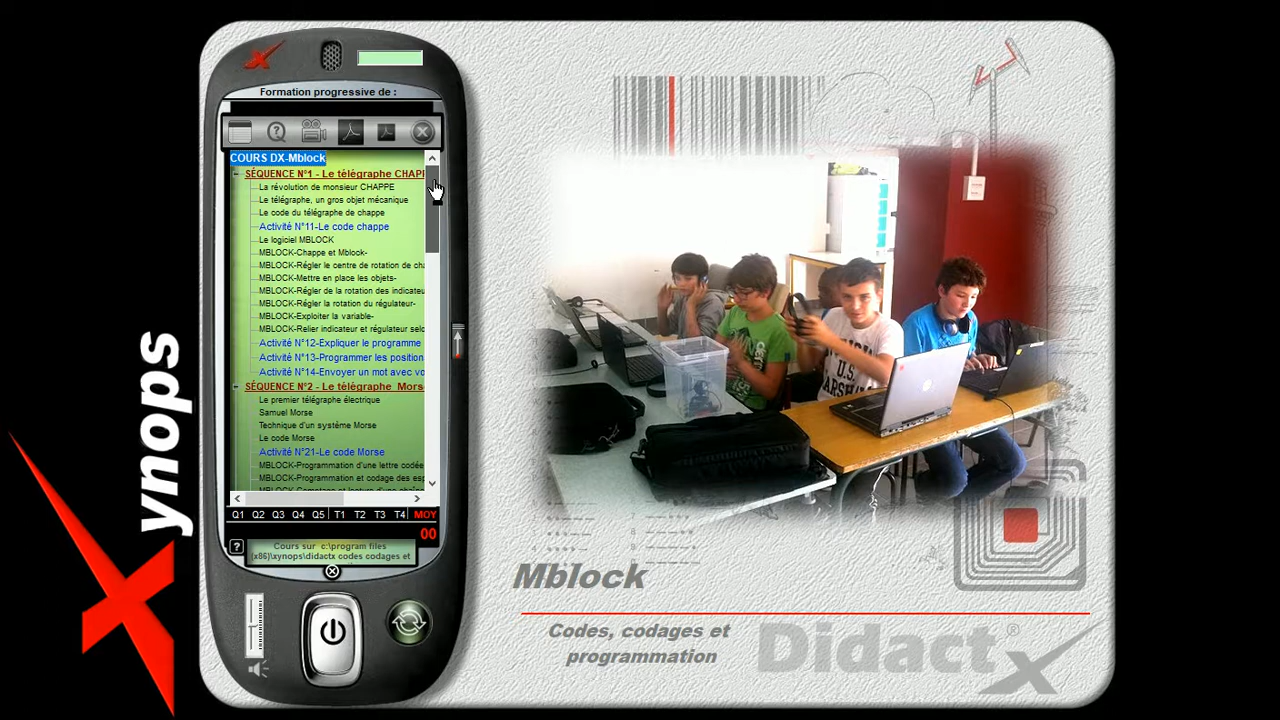 Formation progressive de :
COURS DX-Mblock
SÉQUENCE N°1 - Le télégraphe CHAPP
La révolution de monsieur CHAPPE
Le télégraphe, un gros objet mécanique
Le code du télégraphe de chappe
Activité N°11-Le code chappe
Le logiciel MBLOCK
MBLOCK-Chappe et Mblock-
MBLOCK-Régler le centre de rotation de cha
MBLOCK-Mettre en place les objets-
MBLOCK-Régler de la rotation des indicateu
MBLOCK-Régler la rotation du régulateur-
MBLOCK-Exploiter la variable-
MBLOCK-Relier indicateur et régulateur selo
Activité N°12-Expliquer le programme
Activité N°13-Programmer les position
Activité N°14-Envoyer un mot avec vo
SÉQUENCE N°2 - Le télégraphe Morse
Le premier télégraphe électrique
Samuel Morse
Technique d'un système Morse
Le code Morse
Activité N°21-Le code Morse
MBLOCK-Programmation d'une lettre codée
MBLOCK-Programmation et codage des esp
Q1 Q2 Q3 Q4 Q5 T1 T2 T3 T4 MOY
00
?
Cours sur c:\program files
(x86)\xynops\didactx codes codagés et
Xynops
U.S.
MARSHAL
Mblock
Codes, codages et
programmation
Didactx®